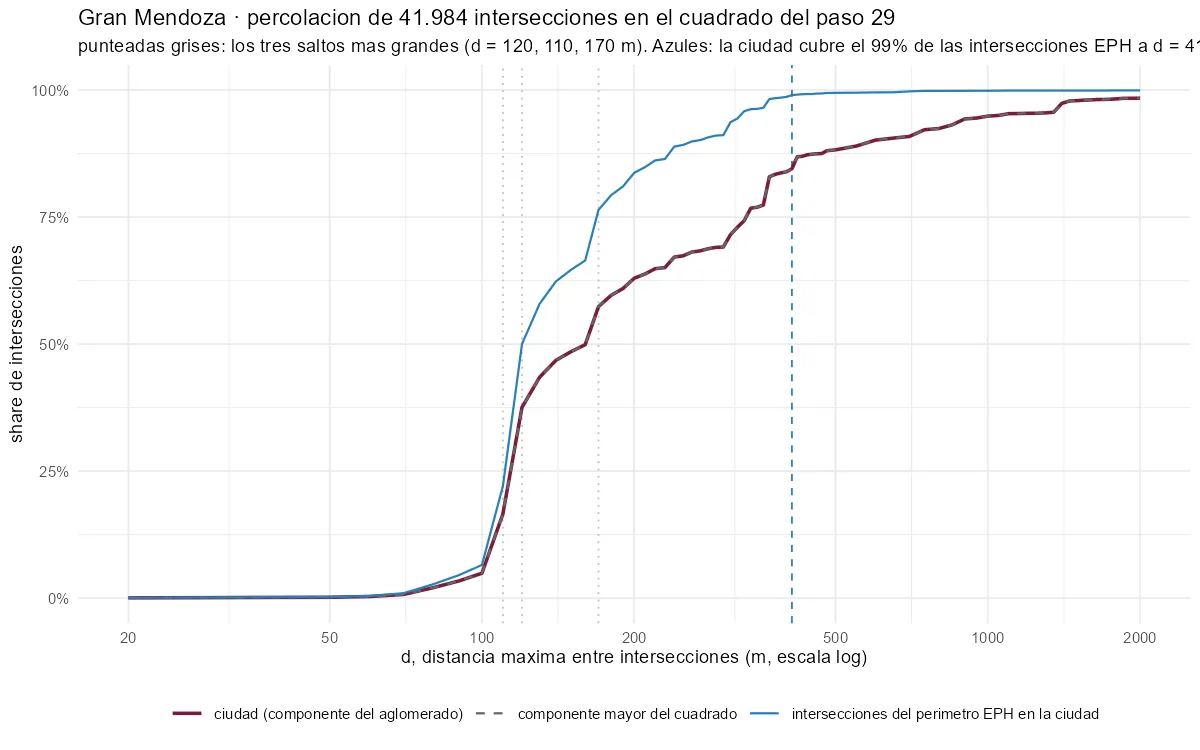 Gran Mendoza · percolacion de 41.984 intersecciones en el cuadrado del paso 29
punteadas grises: los tres saltos mas grandes (d = 120, 110, 170 m). Azules: la ciudad cubre el 99% de las intersecciones EPH a d = 41
100%
75%
50%
25%
0%
share de intersecciones
20 50 100 200 500 1000 2000
d, distancia maxima entre intersecciones (m, escala log)
ciudad (componente del aglomerado) componente mayor del cuadrado intersecciones del perimetro EPH en la ciudad